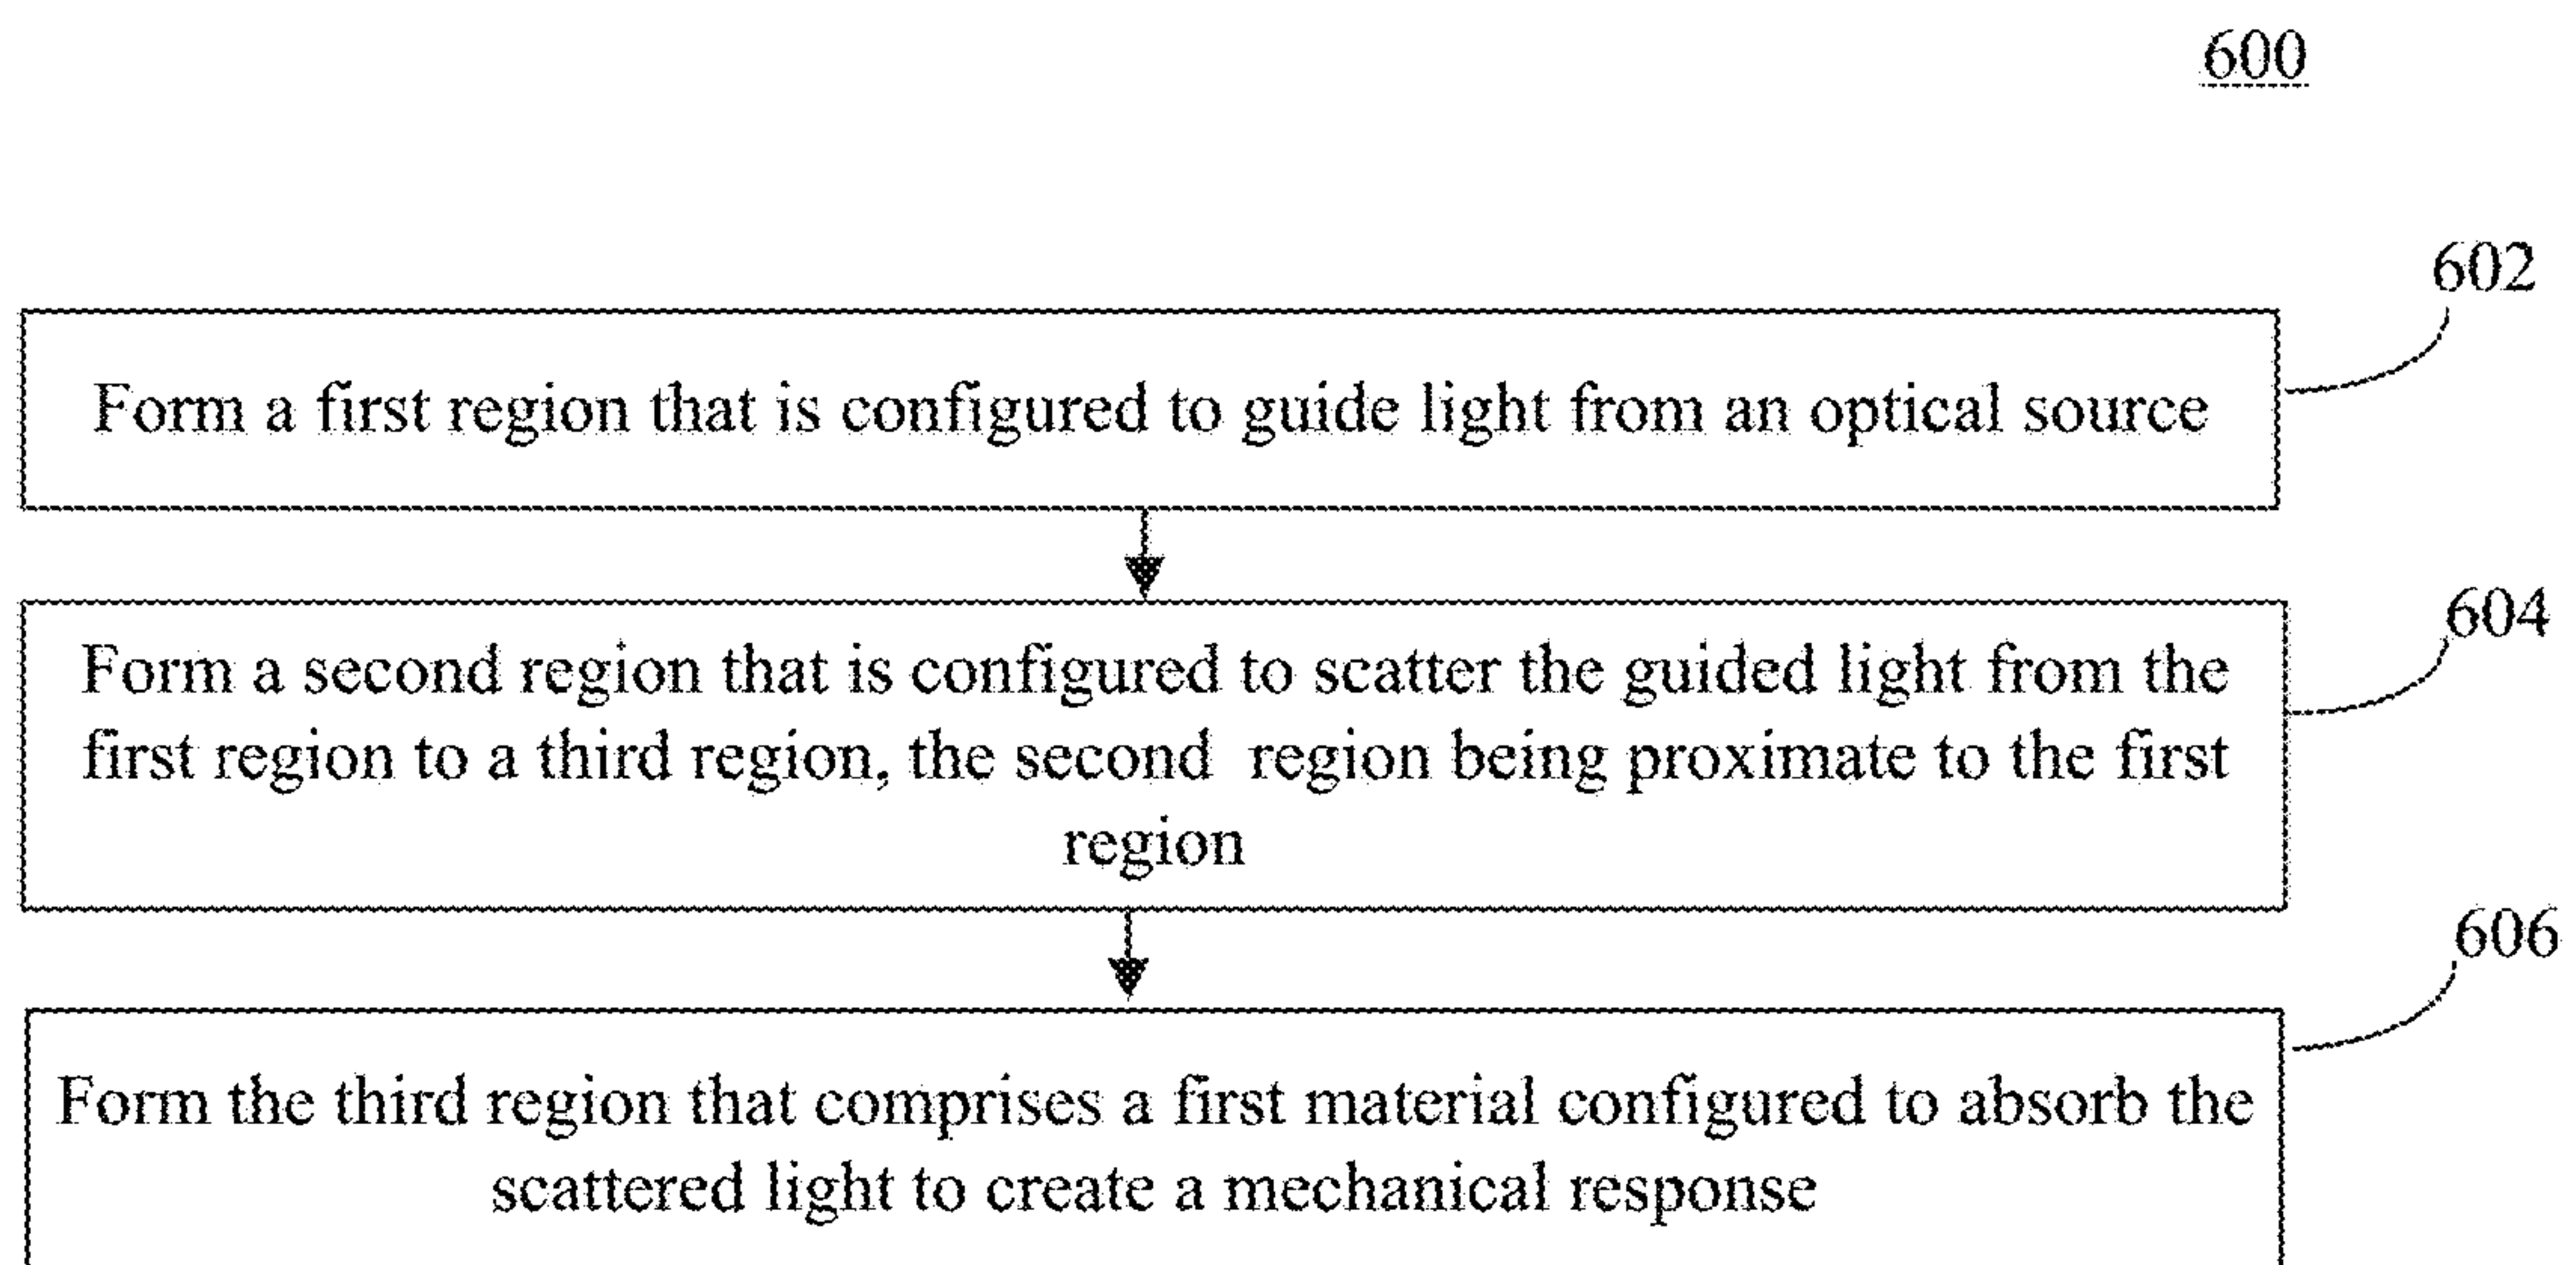 600
602
Form a first region that is configured to guide light from an optical source
604
Form a second region that is configured to scatter the guided light from the
first region to a third region, the second region being proximate to the first
region
606
Form the third region that comprises a first material configured to absorb the
scattered light to create a mechanical response